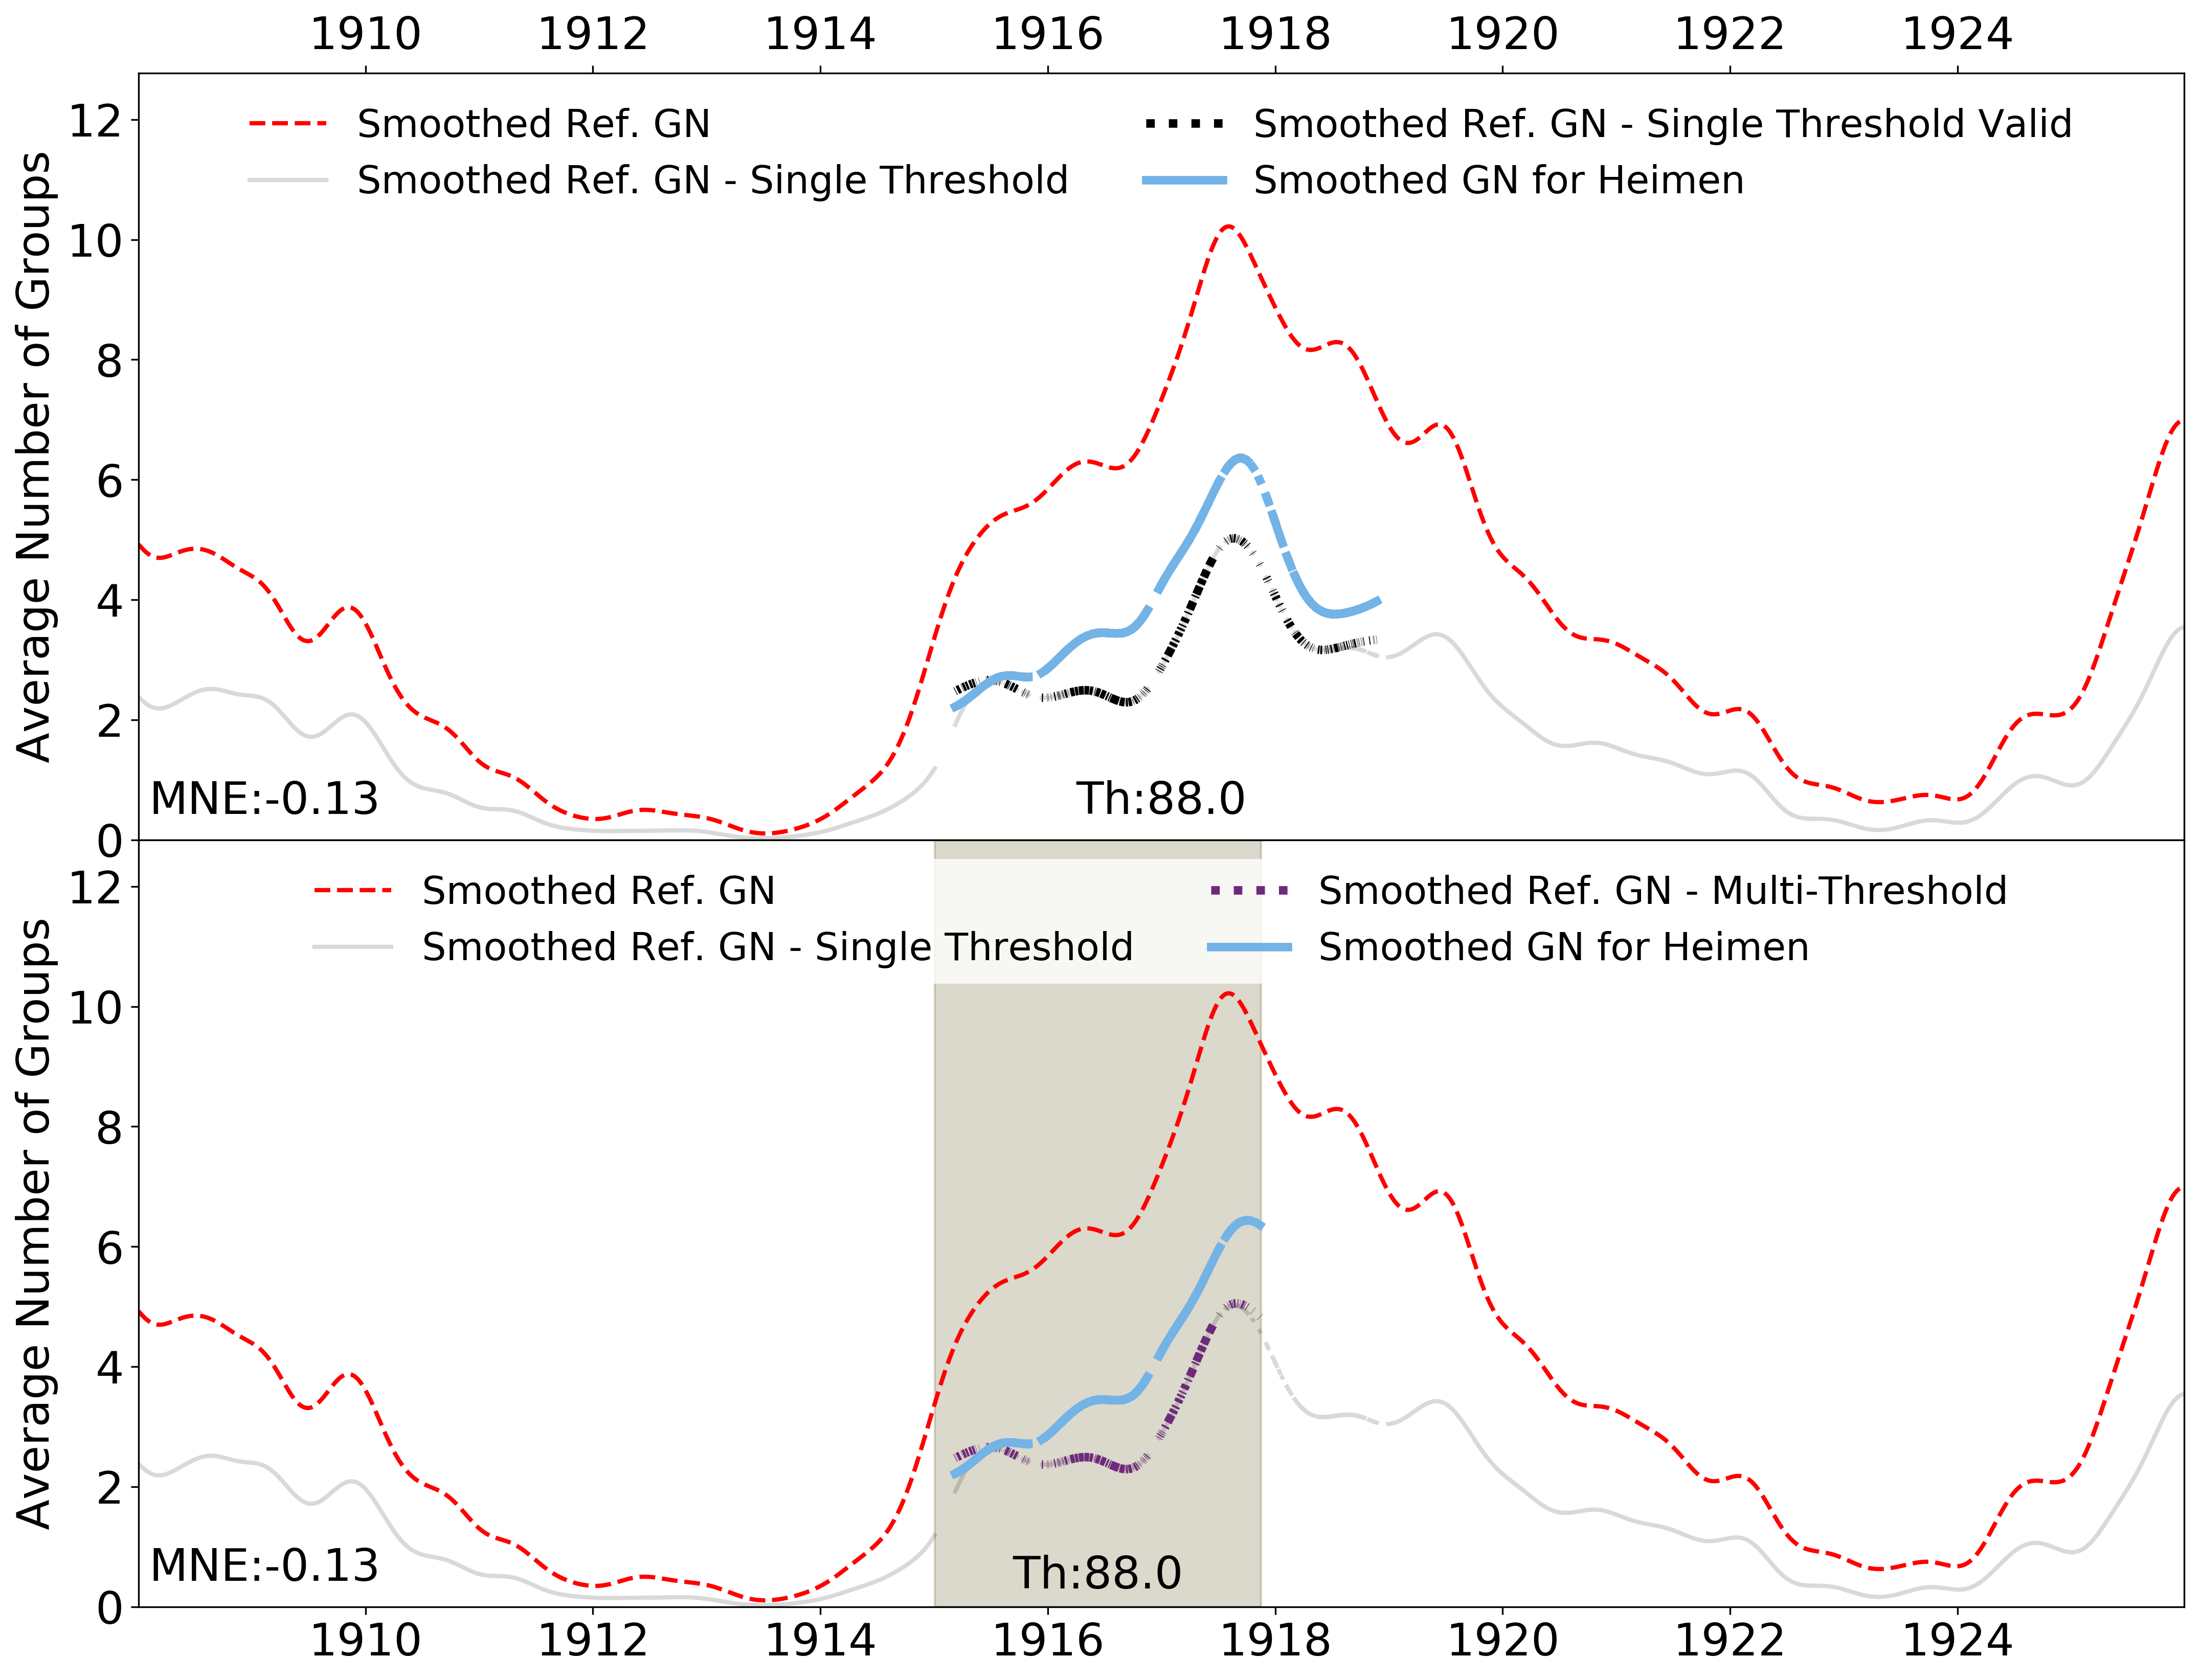 1910 1912 1914 1916 1918 1920 1922 1924
Average Number of Groups
12
10
8
6
4
2
0
Smoothed Ref. GN
Smoothed Ref. GN - Single Threshold
Smoothed Ref. GN - Single Threshold Valid
Smoothed GN for Heimen
MNE:-0.13
Th:88.0
Average Number of Groups
12
10
8
6
4
2
0
Smoothed Ref. GN
Smoothed Ref. GN - Single Threshold
Smoothed Ref. GN - Multi-Threshold
Smoothed GN for Heimen
MNE:-0.13
Th:88.0
1910 1912 1914 1916 1918 1920 1922 1924